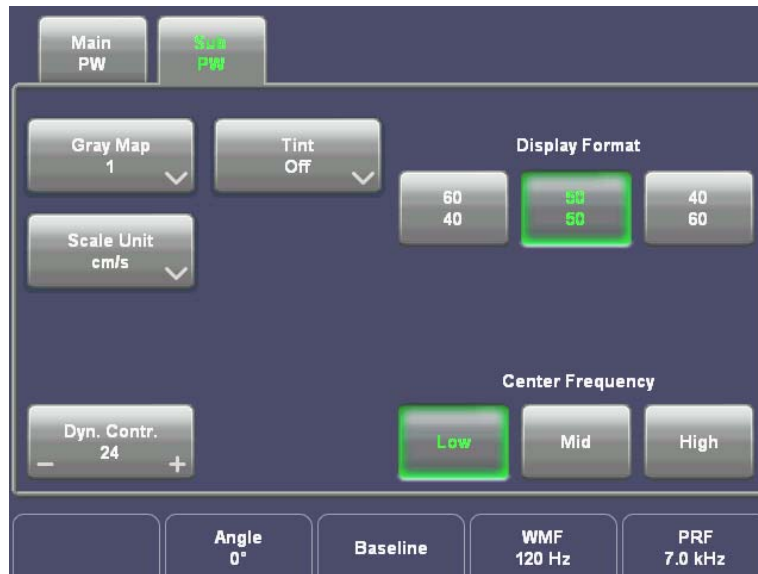 Main
PW
Sub
PW
Gray Map
1
Tint
Off
Display Format
60
40
50
50
40
60
Scale Unit
cm/s
Center Frequency
Dyn. Contr.
24
− +
Low
Mid
High
Angle
0°
Baseline
WMF
120 Hz
PRF
7.0 kHz